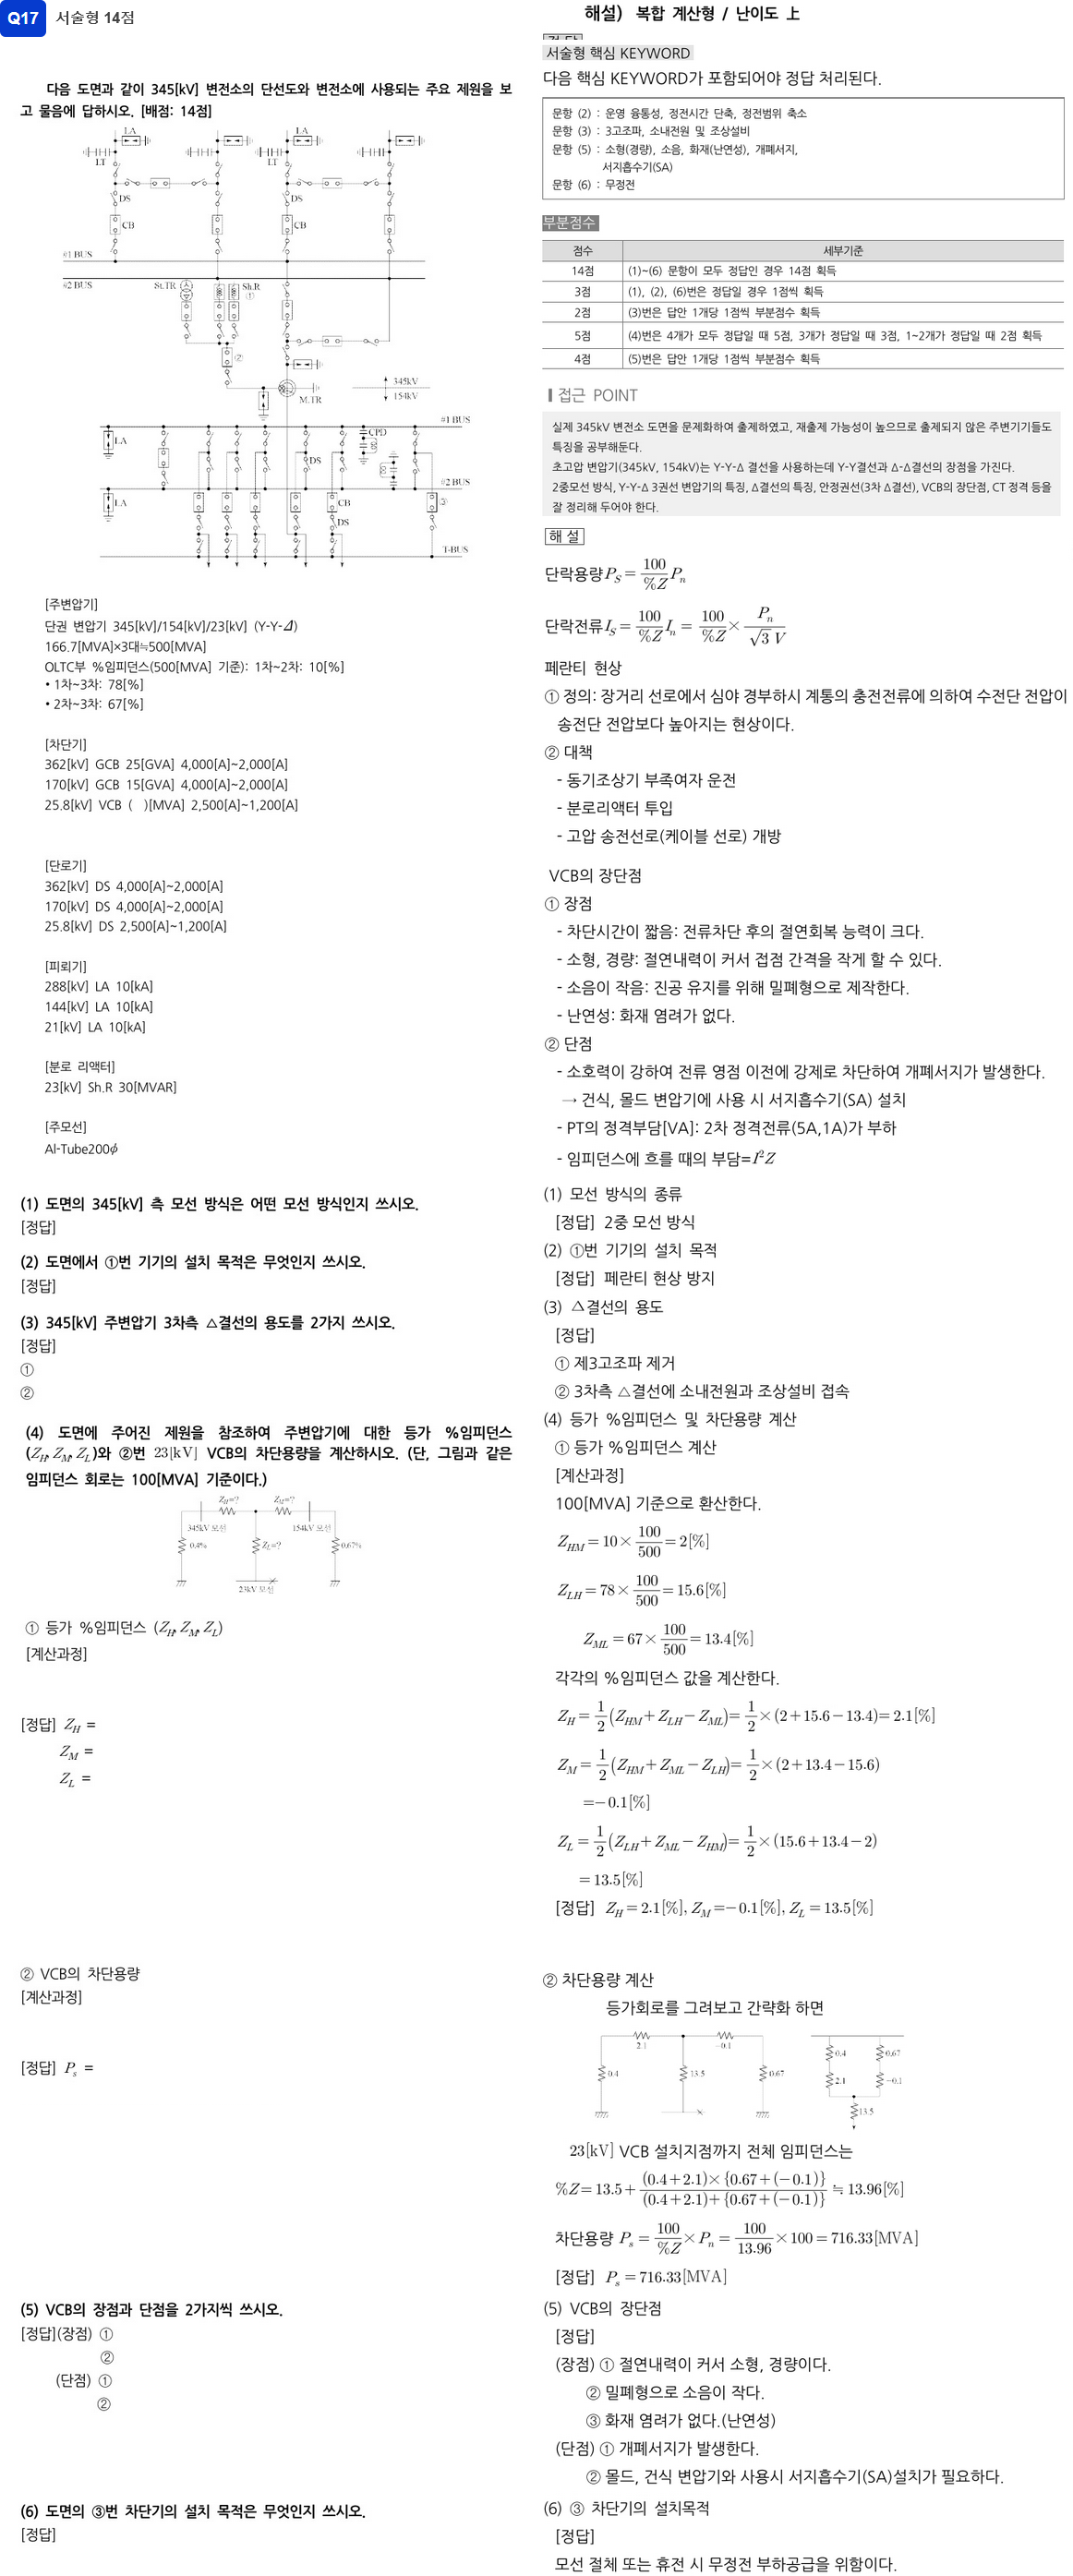 Q17 서술형 14점
다음 도면과 같이 345[kV] 변전소의 단선도와 변전소에 사용되는 주요 제원을 보
고 물음에 답하시오. [배점: 14점]
LA LA
LT LT
DS
CB CB
#1 BUS
#2 BUS St.TR Sh.R
①
②
M.TR
345kV
154kV
#1 BUS
LA CPD
DS
#2 BUS
LA CB
③
DS
T-BUS
[주변압기]
단권 변압기 345[kV]/154[kV]/23[kV] (Y-Y-Δ)
166.7[MVA]×3대≒500[MVA]
OLTC부 %임피던스(500[MVA] 기준): 1차~2차: 10[%]
• 1차~3차: 78[%]
• 2차~3차: 67[%]
[차단기]
362[kV] GCB 25[GVA] 4,000[A]~2,000[A]
170[kV] GCB 15[GVA] 4,000[A]~2,000[A]
25.8[kV] VCB ( )[MVA] 2,500[A]~1,200[A]
[단로기]
362[kV] DS 4,000[A]~2,000[A]
170[kV] DS 4,000[A]~2,000[A]
25.8[kV] DS 2,500[A]~1,200[A]
[피뢰기]
288[kV] LA 10[kA]
144[kV] LA 10[kA]
21[kV] LA 10[kA]
[분로 리액터]
23[kV] Sh.R 30[MVAR]
[주모선]
Al-Tube200ϕ
(1) 도면의 345[kV] 측 모선 방식은 어떤 모선 방식인지 쓰시오.
[정답]
(2) 도면에서 ①번 기기의 설치 목적은 무엇인지 쓰시오.
[정답]
(3) 345[kV] 주변압기 3차측 △결선의 용도를 2가지 쓰시오.
[정답]
①
②
(4) 도면에 주어진 제원을 참조하여 주변압기에 대한 등가 %임피던스
(Z_H, Z_M, Z_L)와 ②번 23[kV] VCB의 차단용량을 계산하시오. (단, 그림과 같은
임피던스 회로는 100[MVA] 기준이다.)
Z_H=? Z_M=?
345kV 모선 154kV 모선
0.4% Z_L=? 0.67%
23kV 모선
① 등가 %임피던스 (Z_H, Z_M, Z_L)
[계산과정]
[정답] Z_H =
Z_M =
Z_L =
② VCB의 차단용량
[계산과정]
[정답] P_s =
(5) VCB의 장점과 단점을 2가지씩 쓰시오.
[정답](장점) ①
②
(단점) ①
②
(6) 도면의 ③번 차단기의 설치 목적은 무엇인지 쓰시오.
[정답]
해설) 복합 계산형 / 난이도 上
서술형 핵심 KEYWORD
다음 핵심 KEYWORD가 포함되어야 정답 처리된다.
문항 (2) : 운영 융통성, 정전시간 단축, 정전범위 축소
문항 (3) : 3고조파, 소내전원 및 조상설비
문항 (5) : 소형(경량), 소음, 화재(난연성), 개폐서지,
서지흡수기(SA)
문항 (6) : 무정전
부분점수
점수 세부기준
14점 (1)~(6) 문항이 모두 정답인 경우 14점 획득
3점 (1), (2), (6)번은 정답일 경우 1점씩 획득
2점 (3)번은 답안 1개당 1점씩 부분점수 획득
5점 (4)번은 4개가 모두 정답일 때 5점, 3개가 정답일 때 3점, 1~2개가 정답일 때 2점 획득
4점 (5)번은 답안 1개당 1점씩 부분점수 획득
접근 POINT
실제 345kV 변전소 도면을 문제화하여 출제하였고, 재출제 가능성이 높으므로 출제되지 않은 주변기기들도
특징을 공부해둔다.
초고압 변압기(345kV, 154kV)는 Y-Y-Δ 결선을 사용하는데 Y-Y결선과 Δ-Δ결선의 장점을 가진다.
2중모선 방식, Y-Y-Δ 3권선 변압기의 특징, Δ결선의 특징, 안정권선(3차 Δ결선), VCB의 장단점, CT 정격 등을
잘 정리해 두어야 한다.
해 설
단락용량 P_S = 100/%Z P_n
단락전류 I_S = 100/%Z I_n = 100/%Z × P_n/√3 V
페란티 현상
① 정의: 장거리 선로에서 심야 경부하시 계통의 충전전류에 의하여 수전단 전압이
송전단 전압보다 높아지는 현상이다.
② 대책
- 동기조상기 부족여자 운전
- 분로리액터 투입
- 고압 송전선로(케이블 선로) 개방
VCB의 장단점
① 장점
- 차단시간이 짧음: 전류차단 후의 절연회복 능력이 크다.
- 소형, 경량: 절연내력이 커서 접점 간격을 작게 할 수 있다.
- 소음이 작음: 진공 유지를 위해 밀폐형으로 제작한다.
- 난연성: 화재 염려가 없다.
② 단점
- 소호력이 강하여 전류 영점 이전에 강제로 차단하여 개폐서지가 발생한다.
→ 건식, 몰드 변압기에 사용 시 서지흡수기(SA) 설치
- PT의 정격부담[VA]: 2차 정격전류(5A,1A)가 부하
- 임피던스에 흐를 때의 부담=I²Z
(1) 모선 방식의 종류
[정답] 2중 모선 방식
(2) ①번 기기의 설치 목적
[정답] 페란티 현상 방지
(3) △결선의 용도
[정답]
① 제3고조파 제거
② 3차측 △결선에 소내전원과 조상설비 접속
(4) 등가 %임피던스 및 차단용량 계산
① 등가 %임피던스 계산
[계산과정]
100[MVA] 기준으로 환산한다.
Z_HM = 10 × 100/500 = 2[%]
Z_LH = 78 × 100/500 = 15.6[%]
Z_ML = 67 × 100/500 = 13.4[%]
각각의 %임피던스 값을 계산한다.
Z_H = 1/2 (Z_HM + Z_LH − Z_ML) = 1/2 × (2 + 15.6 − 13.4) = 2.1[%]
Z_M = 1/2 (Z_HM + Z_ML − Z_LH) = 1/2 × (2 + 13.4 − 15.6)
= − 0.1[%]
Z_L = 1/2 (Z_LH + Z_ML − Z_HM) = 1/2 × (15.6 + 13.4 − 2)
= 13.5[%]
[정답] Z_H = 2.1[%], Z_M = − 0.1[%], Z_L = 13.5[%]
② 차단용량 계산
등가회로를 그려보고 간략화 하면
2.1 −0.1 0.4 0.67
0.4 13.5 0.67 2.1 −0.1
13.5
23[kV] VCB 설치지점까지 전체 임피던스는
%Z = 13.5 + (0.4+2.1)×{0.67+(−0.1)}/(0.4+2.1)+{0.67+(−0.1)} ≒ 13.96[%]
차단용량 P_s = 100/%Z × P_n = 100/13.96 × 100 = 716.33[MVA]
[정답] P_s = 716.33[MVA]
(5) VCB의 장단점
[정답]
(장점) ① 절연내력이 커서 소형, 경량이다.
② 밀폐형으로 소음이 작다.
③ 화재 염려가 없다.(난연성)
(단점) ① 개폐서지가 발생한다.
② 몰드, 건식 변압기와 사용시 서지흡수기(SA)설치가 필요하다.
(6) ③ 차단기의 설치목적
[정답]
모선 절체 또는 휴전 시 무정전 부하공급을 위함이다.